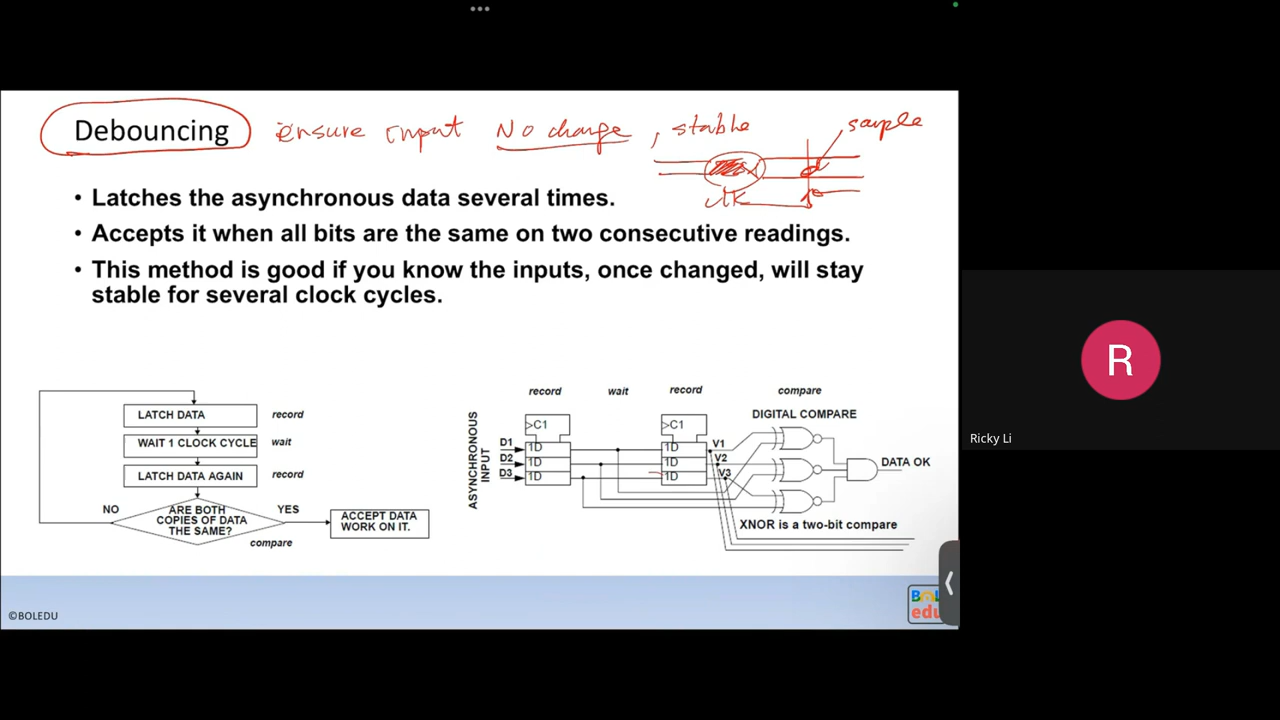 Debouncing ensure input No change, stable
sample
clk
• Latches the asynchronous data several times.
• Accepts it when all bits are the same on two consecutive readings.
• This method is good if you know the inputs, once changed, will stay
stable for several clock cycles.
LATCH DATA record
WAIT 1 CLOCK CYCLE wait
LATCH DATA AGAIN record
NO
ARE BOTH
COPIES OF DATA
THE SAME?
YES
compare
ACCEPT DATA
WORK ON IT.
record wait record compare
ASYNCHRONOUS
INPUT
C1 C1
DIGITAL COMPARE
D1 1D 1D V1
D2 1D 1D V2
D3 1D 1D V3
DATA OK
XNOR is a two-bit compare
©BOLEDU
BOL
edu
R
Ricky Li